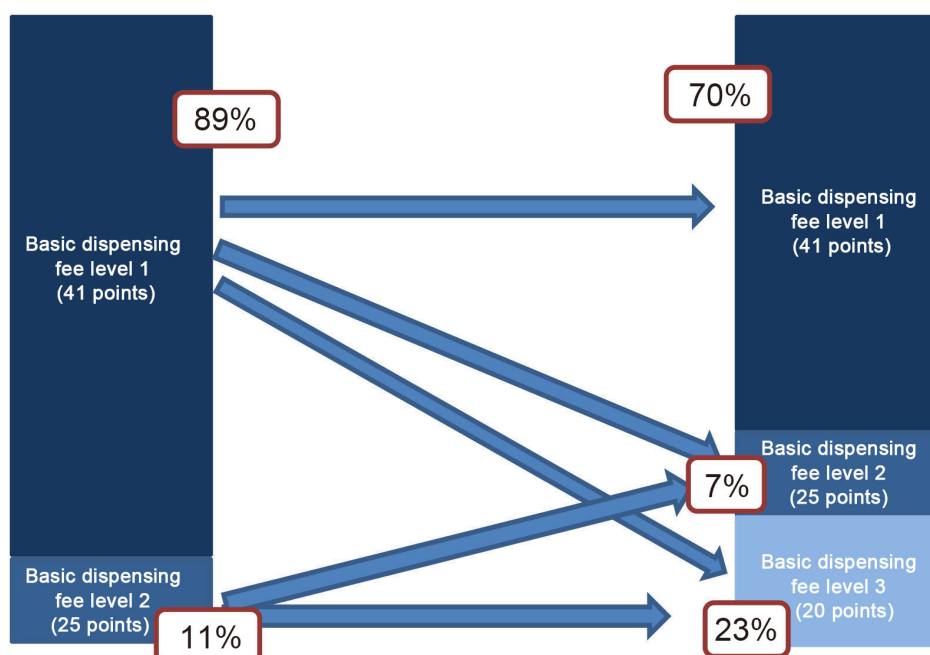 89%
Basic dispensing
fee level 1
(41 points)
Basic dispensing
fee level 2
(25 points)
11%
70%
Basic dispensing
fee level 1
(41 points)
7%
Basic dispensing
fee level 2
(25 points)
Basic dispensing
fee level 3
(20 points)
23%